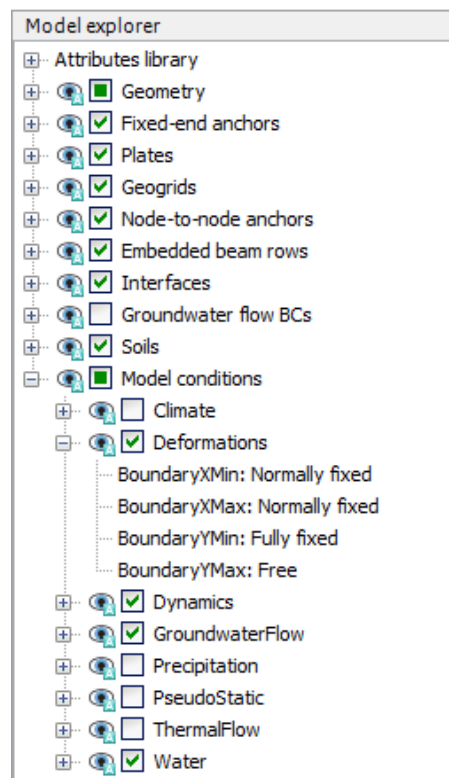 Model explorer
Attributes library
Geometry
Fixed-end anchors
Plates
Geogrids
Node-to-node anchors
Embedded beam rows
Interfaces
Groundwater flow BCs
Soils
Model conditions
Climate
Deformations
BoundaryXMin: Normally fixed
BoundaryXMax: Normally fixed
BoundaryYMin: Fully fixed
BoundaryYMax: Free
Dynamics
GroundwaterFlow
Precipitation
PseudoStatic
ThermalFlow
Water